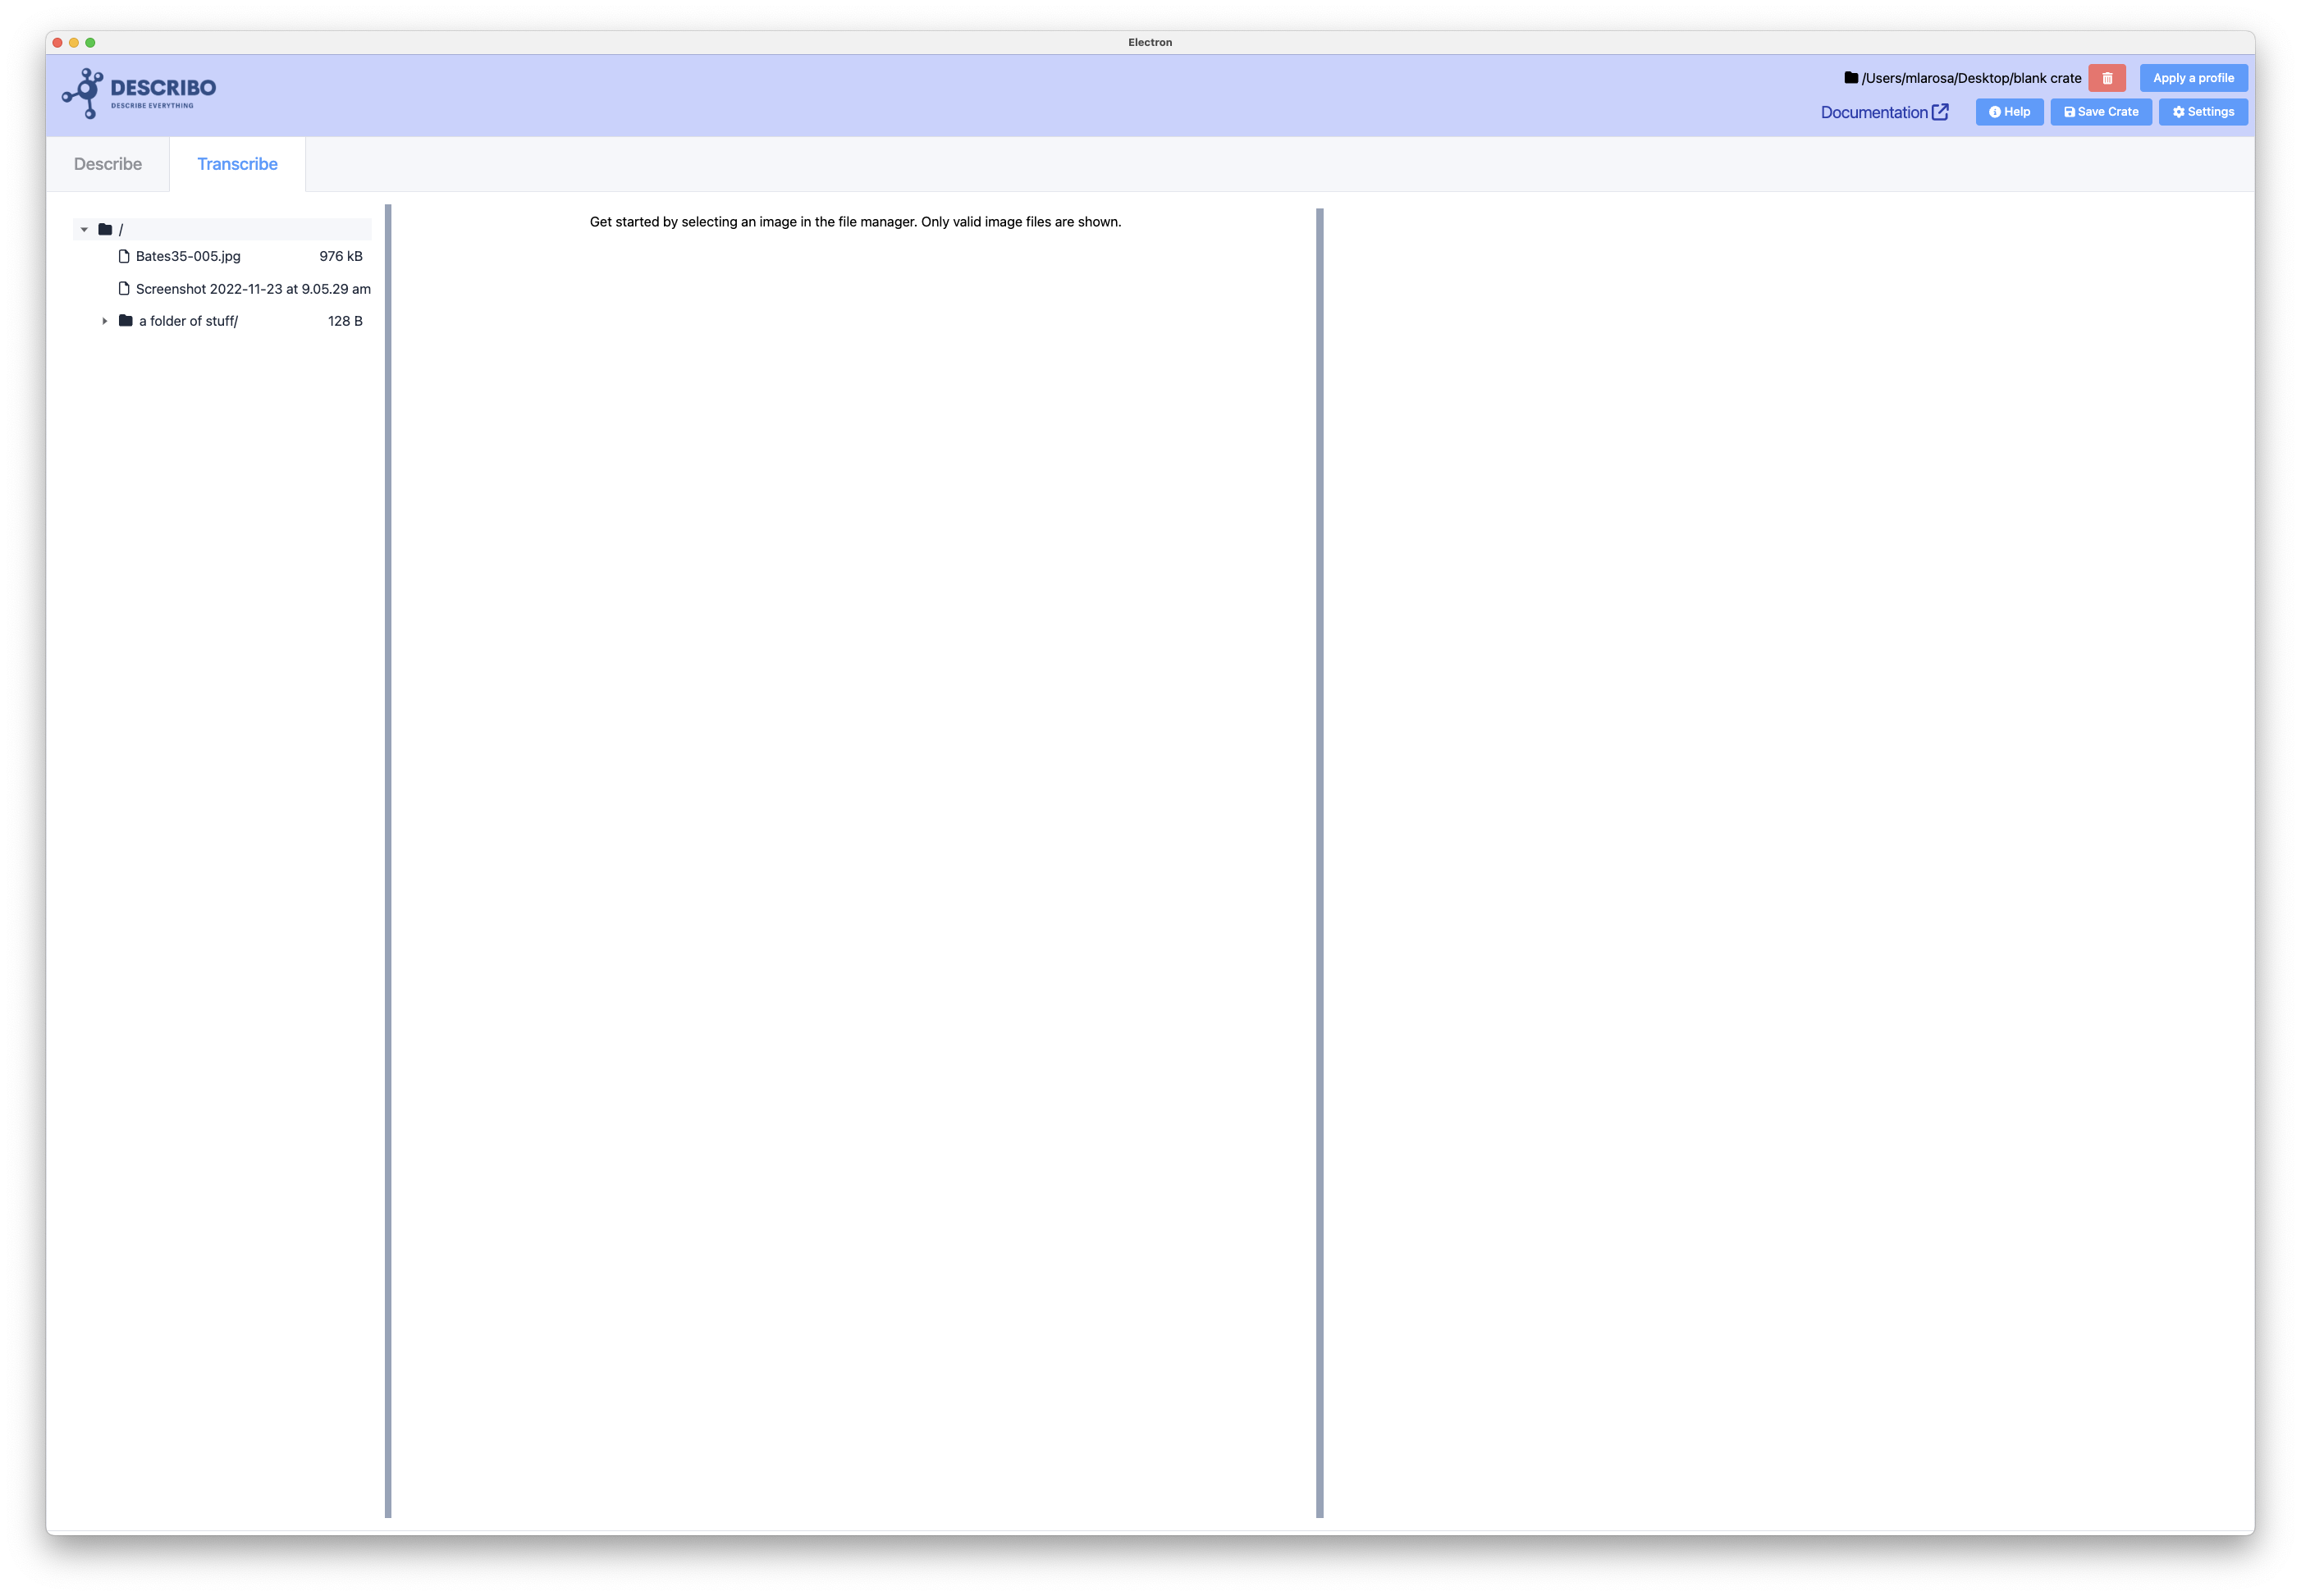 Electron
DESCRIBO
DESCRIBE EVERYTHING
/Users/mlarosa/Desktop/blank crate
Apply a profile
Documentation
Help
Save Crate
Settings
Describe
Transcribe
/
Bates35-005.jpg 976 kB
Screenshot 2022-11-23 at 9.05.29 am
a folder of stuff/ 128 B
Get started by selecting an image in the file manager. Only valid image files are shown.